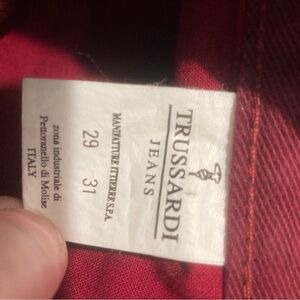 TRUSSARDI
JEANS
MANIFATTURE ITTIERRE S.P.A.
29 31
zona industriale di
Pettoranello di Molise
ITALY